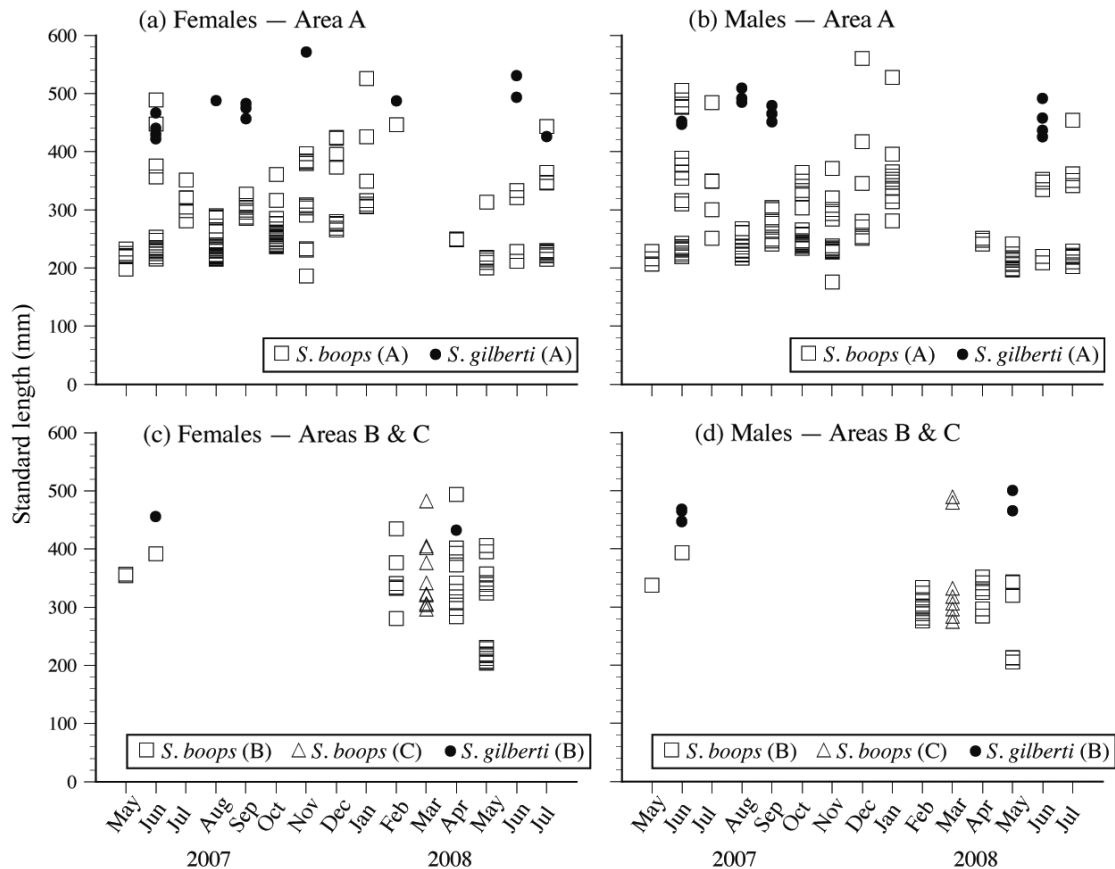 (a) Females — Area A
600
500
400
300
200
100
0
S. boops (A) S. gilberti (A)
(b) Males — Area A
S. boops (A) S. gilberti (A)
Standard length (mm)
(c) Females — Areas B & C
600
500
400
300
200
100
0
S. boops (B) S. boops (C) S. gilberti (B)
May Jun Jul Aug Sep Oct Nov Dec Jan Feb Mar Apr May Jun Jul
2007 2008
(d) Males — Areas B & C
S. boops (B) S. boops (C) S. gilberti (B)
May Jun Jul Aug Sep Oct Nov Dec Jan Feb Mar Apr May Jun Jul
2007 2008